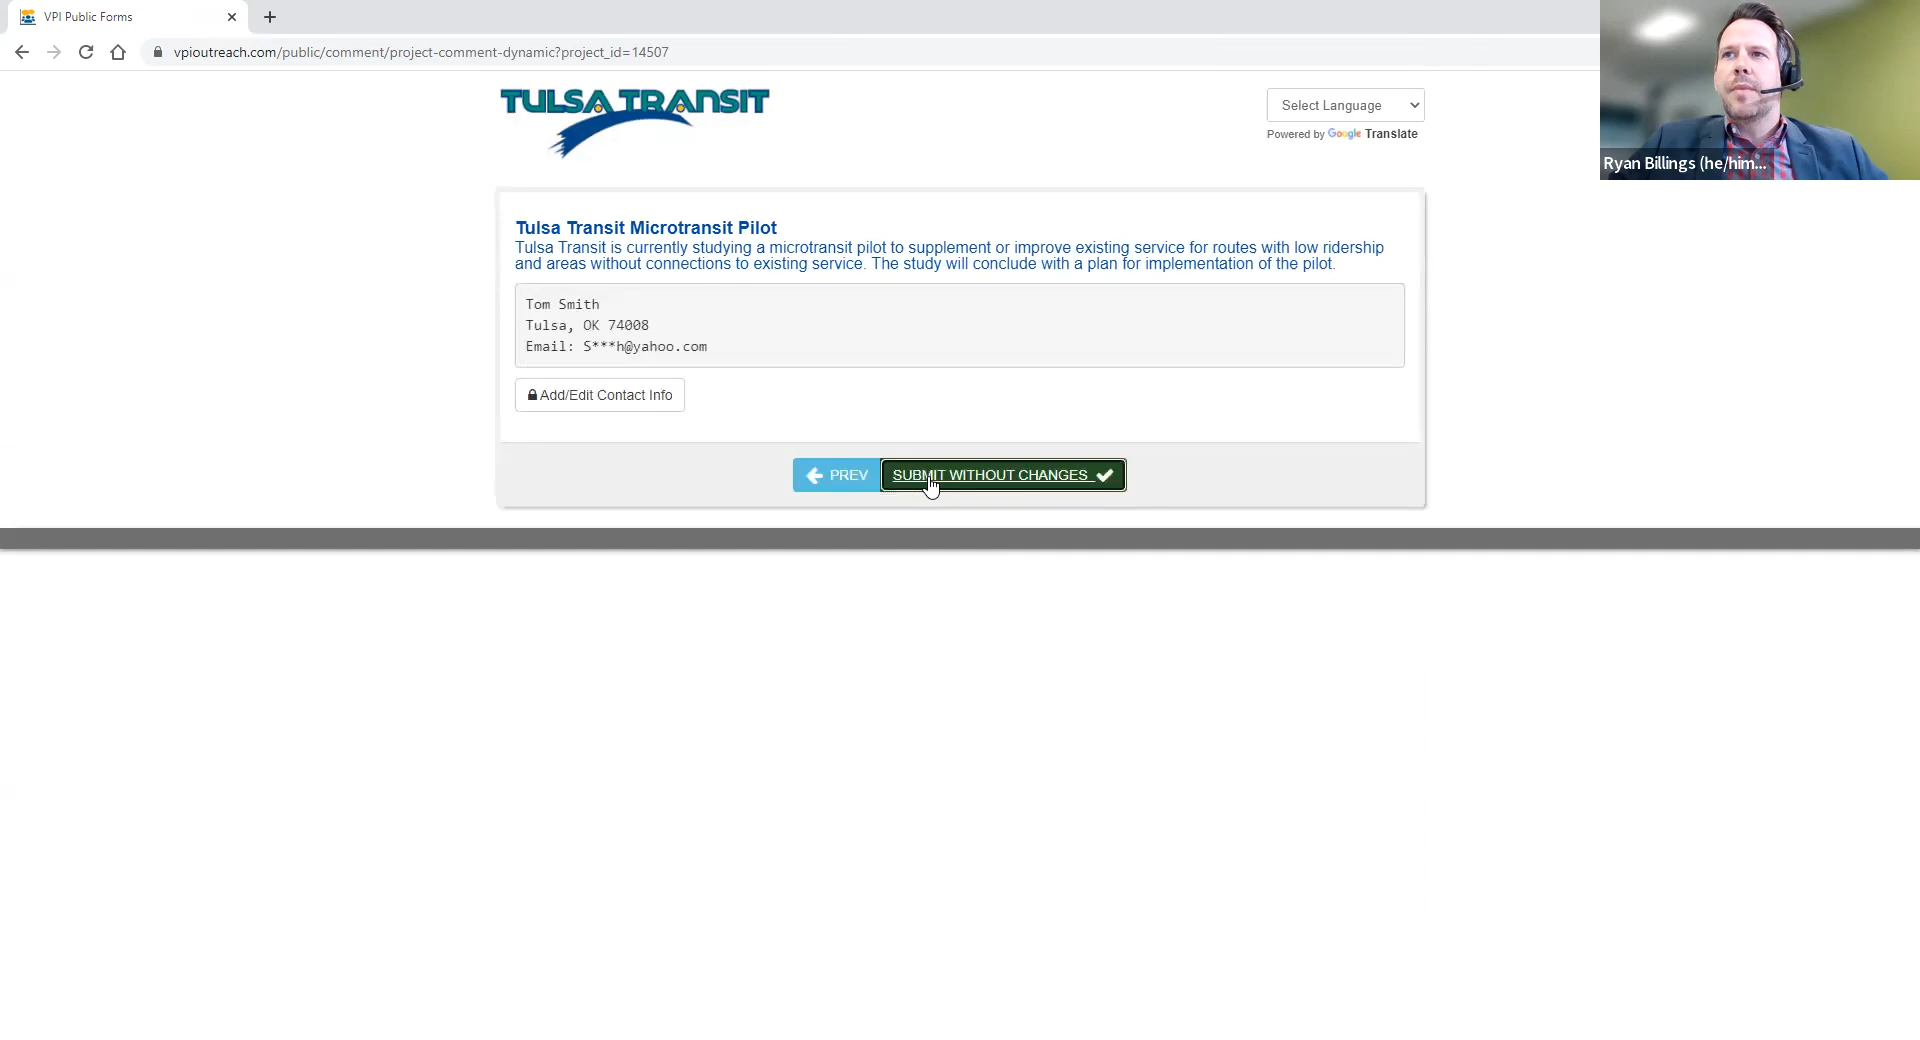 VPI Public Forms
vpioutreach.com/public/comment/project-comment-dynamic?project_id=14507
TULSA TRANSIT
Select Language
Powered by Google Translate
Ryan Billings (he/him...
Tulsa Transit Microtransit Pilot
Tulsa Transit is currently studying a microtransit pilot to supplement or improve existing service for routes with low ridership
and areas without connections to existing service. The study will conclude with a plan for implementation of the pilot.
Tom Smith
Tulsa, OK 74008
Email: S***h@yahoo.com
Add/Edit Contact Info
PREV
SUBMIT WITHOUT CHANGES